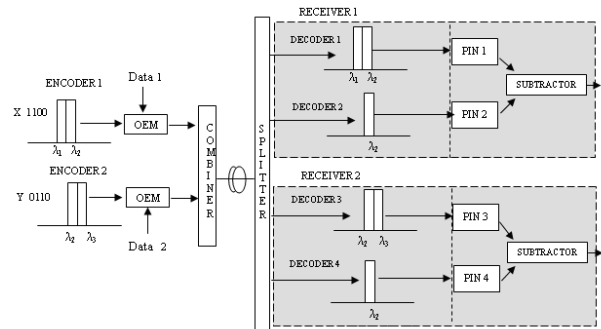 RECEIVER 1
DECODER 1
λ₁ λ₂
PIN 1
DECODER 2
λ₂
PIN 2
SUBTRACTOR
ENCODER 1
Data 1
X 1100
OEM
λ₁ λ₂
ENCODER 2
Y 0110
OEM
λ₂ λ₃
Data 2
COMBINER
SPLITTER
RECEIVER 2
DECODER 3
λ₂ λ₃
PIN 3
DECODER 4
λ₂
PIN 4
SUBTRACTOR